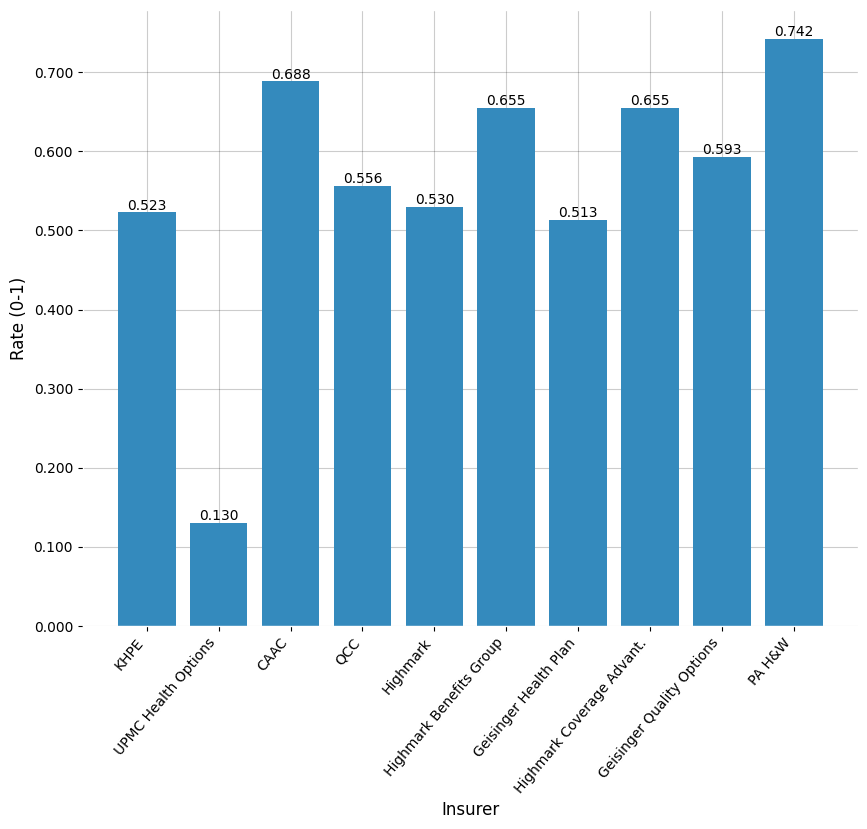 0.742
0.688
0.655
0.655
0.593
0.556
0.530
0.523
0.513
0.130
0.700
0.600
0.500
0.400
0.300
0.200
0.100
0.000
Rate (0-1)
KHPE
UPMC Health Options
CAAC
QCC
Highmark
Highmark Benefits Group
Geisinger Health Plan
Highmark Coverage Advant.
Geisinger Quality Options
PA H&W
Insurer